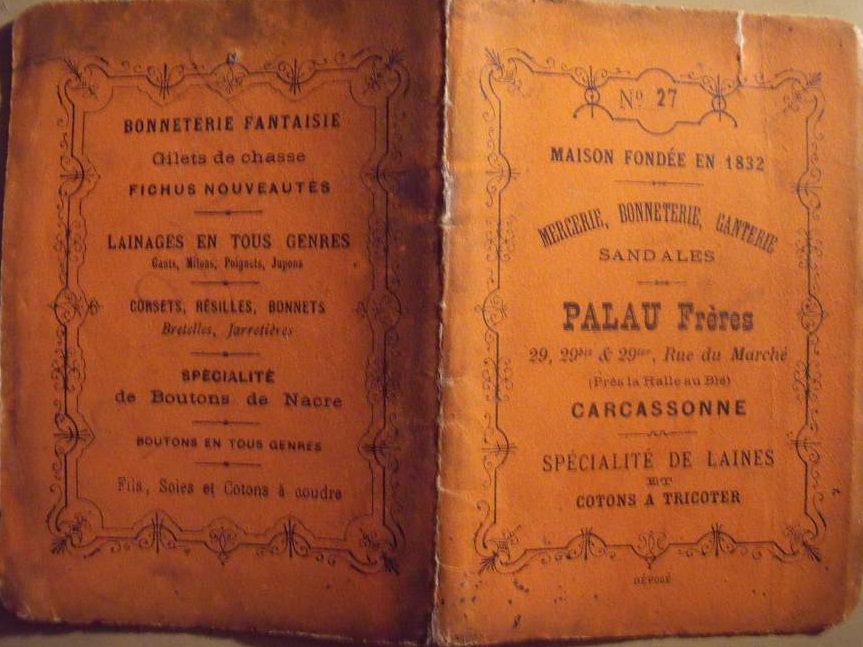 BONNETERIE FANTAISIE
Gilets de chasse
FICHUS NOUVEAUTÉS
LAINAGES EN TOUS GENRES
Gants, Mitons, Poignets, Jupons
CORSETS, RÉSILLES, BONNETS
Bretelles, Jarretières
SPÉCIALITÉ
de Boutons de Nacre
BOUTONS EN TOUS GENRES
Fils, Soies et Cotons à coudre
No 27
MAISON FONDÉE EN 1832
MERCERIE, BONNETERIE, GANTERIE
SANDALES
PALAU Frères
29, 29bis & 29ter, Rue du Marché
(Près la Halle au Blé)
CARCASSONNE
SPÉCIALITÉ DE LAINES
ET
COTONS A TRICOTER
DÉPOSÉ